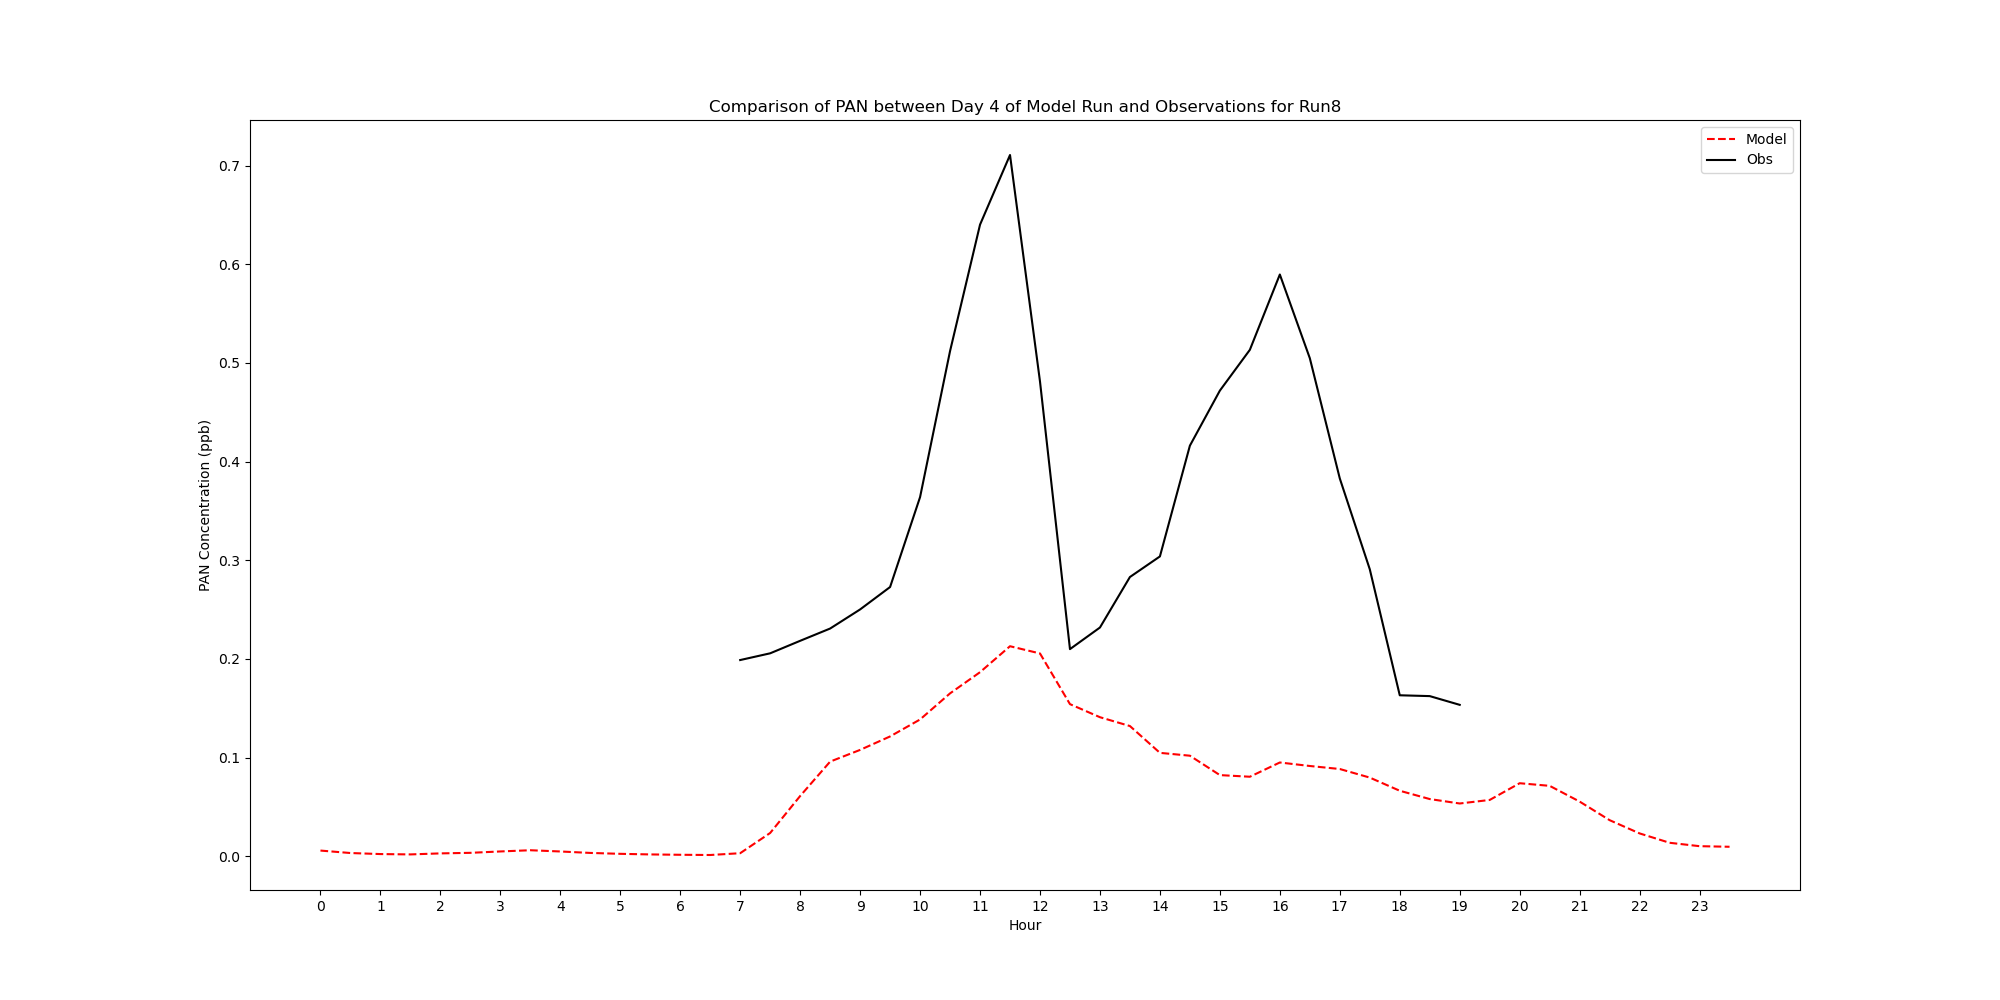 Comparison of PAN between Day 4 of Model Run and Observations for Run8
Model
Obs
0.7
0.6
0.5
0.4
0.3
0.2
0.1
0.0
PAN Concentration (ppb)
0 1 2 3 4 5 6 7 8 9 10 11 12 13 14 15 16 17 18 19 20 21 22 23
Hour